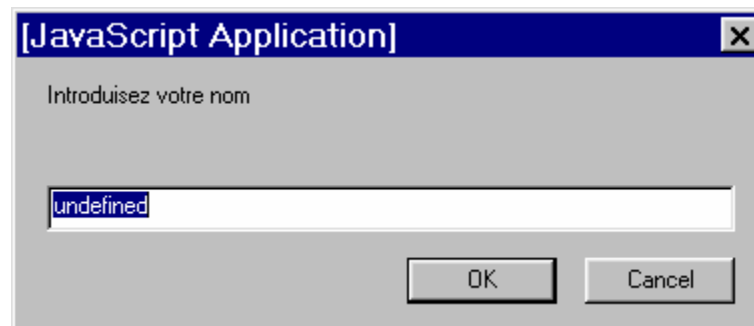 [JavaScript Application]
Introduisez votre nom
undefined
OK Cancel